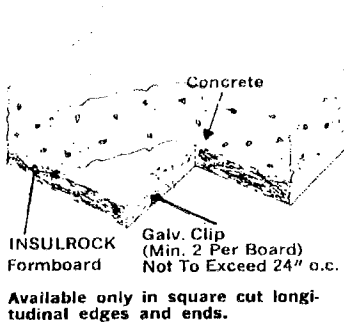 Concrete
INSULROCK
Formboard
Galv. Clip
(Min. 2 Per Board)
Not To Exceed 24" o.c.
Available only in square cut longi-
tudinal edges and ends.